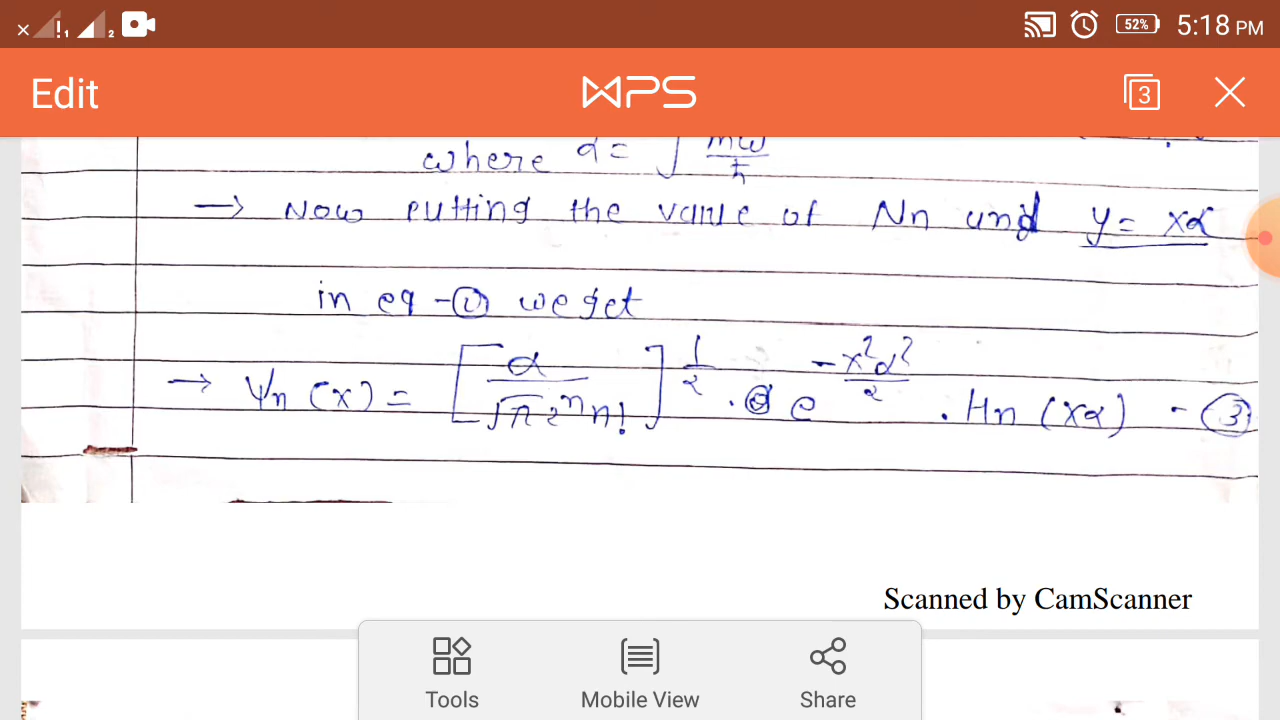 × ! 1 2 52% 5:18 PM
Edit WPS 3 ×
where α = √ mω/ħ
→ Now putting the value of Nn and y = xα
in eq -① we get
→ Ψn (x) = [ α / √π 2ⁿ n! ]^1/2 . e^(-x²α²/2) . Hn (xα) - ③
Scanned by CamScanner
Tools Mobile View Share